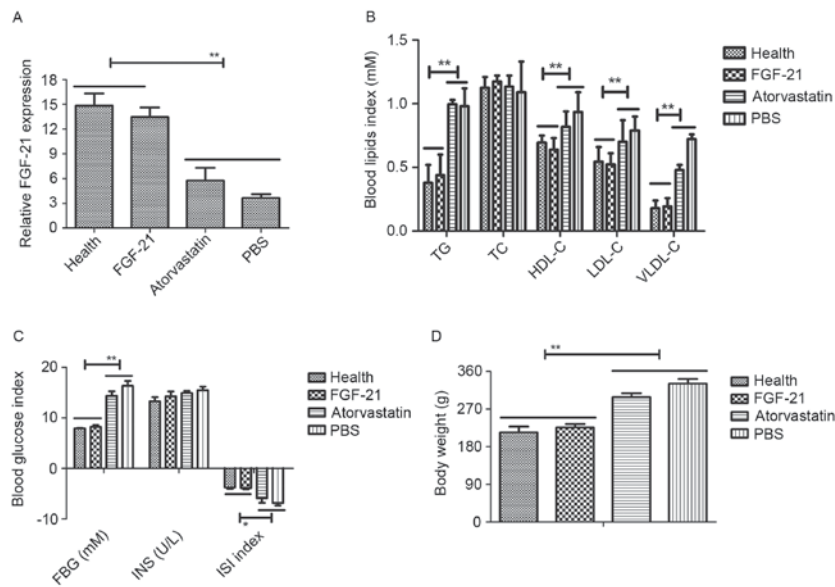 A
**
Relative FGF-21 expression
18
15
12
9
6
3
0
Health
FGF-21
Atorvastatin
PBS
B
Blood lipids index (mM)
1.5
1.0
0.5
0.0
**
**
**
**
TG
TC
HDL-C
LDL-C
VLDL-C
Health
FGF-21
Atorvastatin
PBS
C
Blood glucose index
20
10
0
-10
**
*
FBG (mM)
INS (U/L)
ISI index
Health
FGF-21
Atorvastatin
PBS
D
**
Body weight (g)
360
270
180
90
0
Health
FGF-21
Atorvastatin
PBS